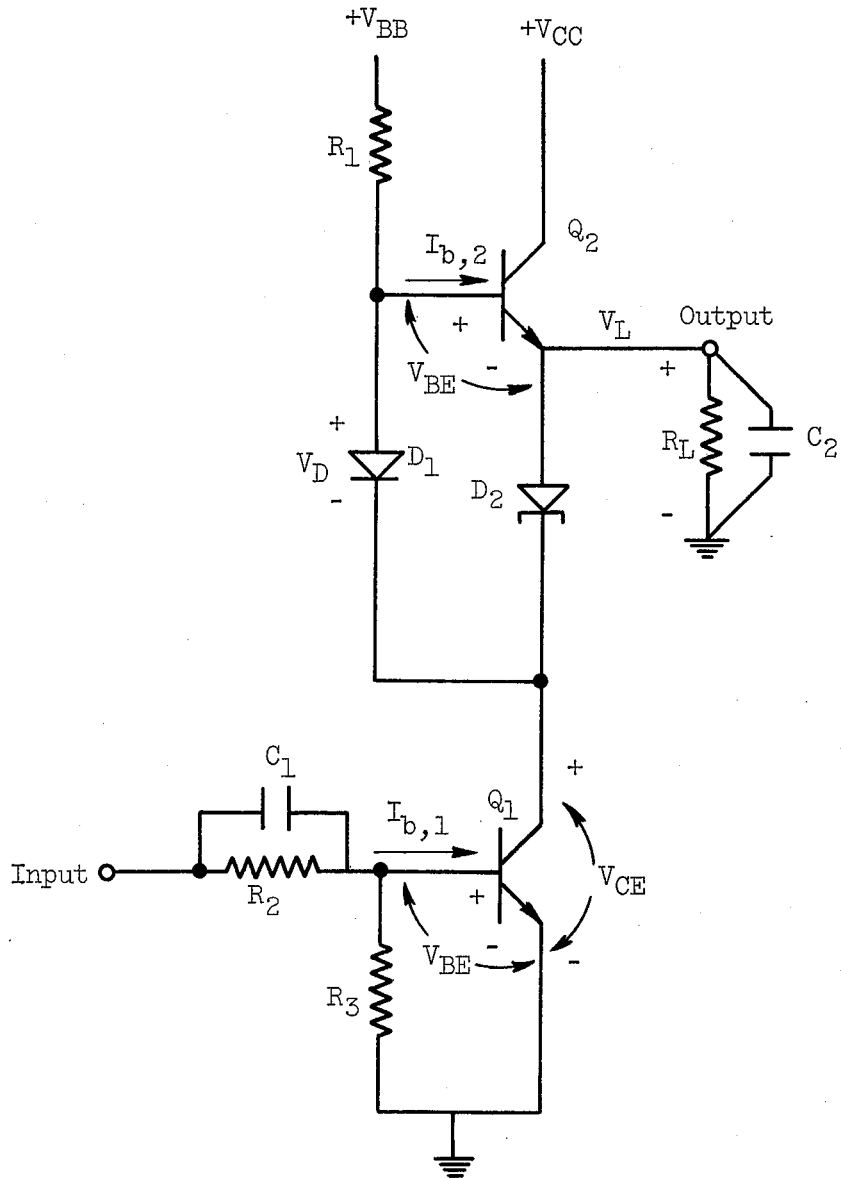 +V_BB
+V_CC
R_1
Q_2
I_b,2
V_L
Output
+
-
V_BE
+
+
V_D
D_1
-
D_2
R_L
C_2
-
C_1
Q_1
+
I_b,1
Input
R_2
+
V_CE
V_BE
-
-
R_3